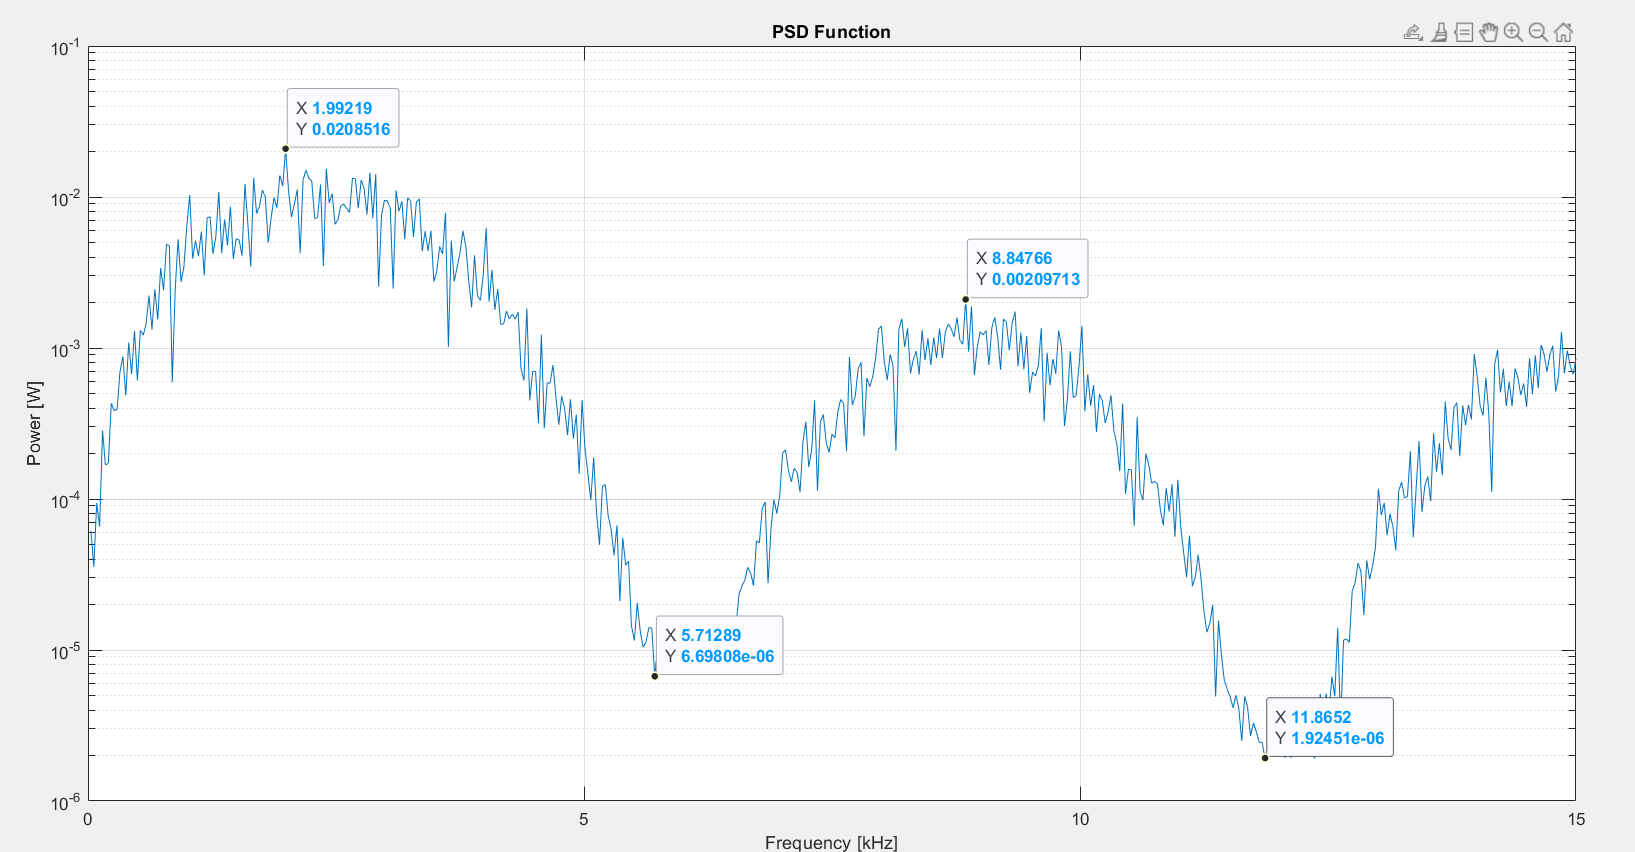 PSD Function
10-1
X 1.99219
Y 0.0208516
10-2
X 8.84766
Y 0.00209713
10-3
Power [W]
10-4
X 5.71289
Y 6.69808e-06
10-5
X 11.8652
Y 1.92451e-06
10-6
0 5 10 15
Frequency [kHz]